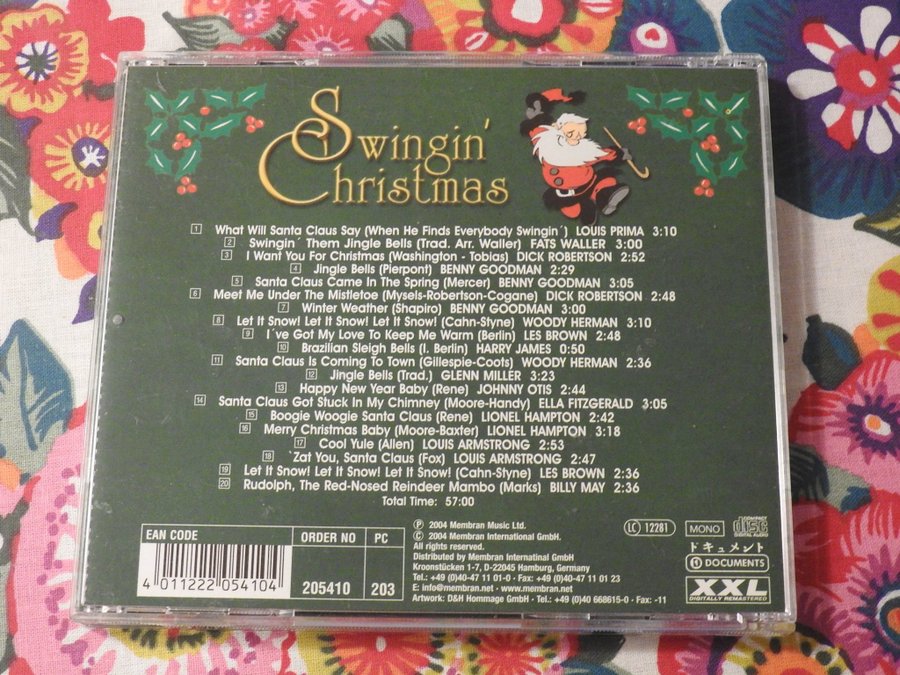 Swingin'
Christmas
1 What Will Santa Claus Say (When He Finds Everybody Swingin´) LOUIS PRIMA 3:10
2 Swingin´ Them Jingle Bells (Trad. Arr. Waller) FATS WALLER 3:00
3 I Want You For Christmas (Washington - Tobias) DICK ROBERTSON 2:52
4 Jingle Bells (Pierpont) BENNY GOODMAN 2:29
5 Santa Claus Came In The Spring (Mercer) BENNY GOODMAN 3:05
6 Meet Me Under The Mistletoe (Mysels-Robertson-Cogane) DICK ROBERTSON 2:48
7 Winter Weather (Shapiro) BENNY GOODMAN 3:00
8 Let It Snow! Let It Snow! Let It Snow! (Cahn-Styne) WOODY HERMAN 3:10
9 I´ve Got My Love To Keep Me Warm (Berlin) LES BROWN 2:48
10 Brazilian Sleigh Bells (I. Berlin) HARRY JAMES 0:50
11 Santa Claus Is Coming To Town (Gillespie-Coots) WOODY HERMAN 2:36
12 Jingle Bells (Trad.) GLENN MILLER 3:23
13 Happy New Year Baby (Rene) JOHNNY OTIS 2:44
14 Santa Claus Got Stuck In My Chimney (Moore-Handy) ELLA FITZGERALD 3:05
15 Boogie Woogie Santa Claus (Rene) LIONEL HAMPTON 2:42
16 Merry Christmas Baby (Moore-Baxter) LIONEL HAMPTON 3:18
17 Cool Yule (Allen) LOUIS ARMSTRONG 2:53
18 `Zat You, Santa Claus (Fox) LOUIS ARMSTRONG 2:47
19 Let It Snow! Let It Snow! Let It Snow! (Cahn-Styne) LES BROWN 2:36
20 Rudolph, The Red-Nosed Reindeer Mambo (Marks) BILLY MAY 2:36
Total Time: 57:00
EAN CODE
4 011222 054104
ORDER NO
205410
PC
203
℗ 2004 Membran Music Ltd.
© 2004 Membran International GmbH.
All rights reserved.
Distributed by Membran Internatinal GmbH
Kroonstücken 1-7, D-22045 Hamburg, Germany
Tel.: +49 (0)40-47 11 01-0 · Fax: +49 (0)40-47 11 01 23
E: info@membran.net · www.membran.net
Artwork: D&H Hommage GmbH · Tel.: +49 (0)40 668615-0 · Fax: -11
LC 12281
MONO
COMPACT
disc
DIGITAL AUDIO
ドキュメント
DOCUMENTS
XXL
DIGITALLY REMASTERED